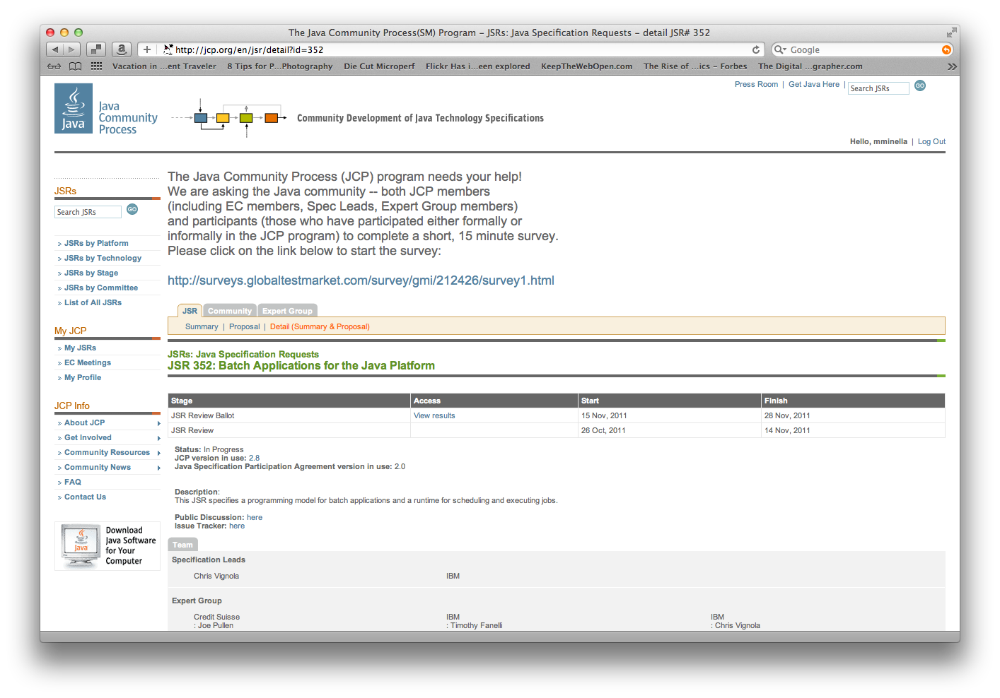 The Java Community Process(SM) Program – JSRs: Java Specification Requests – detail JSR# 352
http://jcp.org/en/jsr/detail?id=352
Google
Vacation in ...ent Traveler
8 Tips for P...Photography
Die Cut Microperf
Flickr Has i...een explored
KeepTheWebOpen.com
The Rise of ...ics – Forbes
The Digital ...grapher.com
Press Room | Get Java Here |
Search JSRs
GO
Java
Java
Community
Process
Community Development of Java Technology Specifications
Hello, mminella | Log Out
JSRs
Search JSRs
GO
» JSRs by Platform
» JSRs by Technology
» JSRs by Stage
» JSRs by Committee
» List of All JSRs
My JCP
» My JSRs
» EC Meetings
» My Profile
JCP Info
» About JCP
» Get Involved
» Community Resources
» Community News
» FAQ
» Contact Us
Java
Download
Java Software
for Your
Computer
The Java Community Process (JCP) program needs your help!
We are asking the Java community -- both JCP members
(including EC members, Spec Leads, Expert Group members)
and participants (those who have participated either formally or
informally in the JCP program) to complete a short, 15 minute survey.
Please click on the link below to start the survey:
http://surveys.globaltestmarket.com/survey/gmi/212426/survey1.html
JSR Community Expert Group
Summary | Proposal | Detail (Summary & Proposal)
JSRs: Java Specification Requests
JSR 352: Batch Applications for the Java Platform
Stage Access Start Finish
JSR Review Ballot View results 15 Nov, 2011 28 Nov, 2011
JSR Review 26 Oct, 2011 14 Nov, 2011
Status: In Progress
JCP version in use: 2.8
Java Specification Participation Agreement version in use: 2.0
Description:
This JSR specifies a programming model for batch applications and a runtime for scheduling and executing jobs.
Public Discussion: here
Issue Tracker: here
Team
Specification Leads
Chris Vignola IBM
Expert Group
Credit Suisse IBM IBM
: Joe Pullen : Timothy Fanelli : Chris Vignola